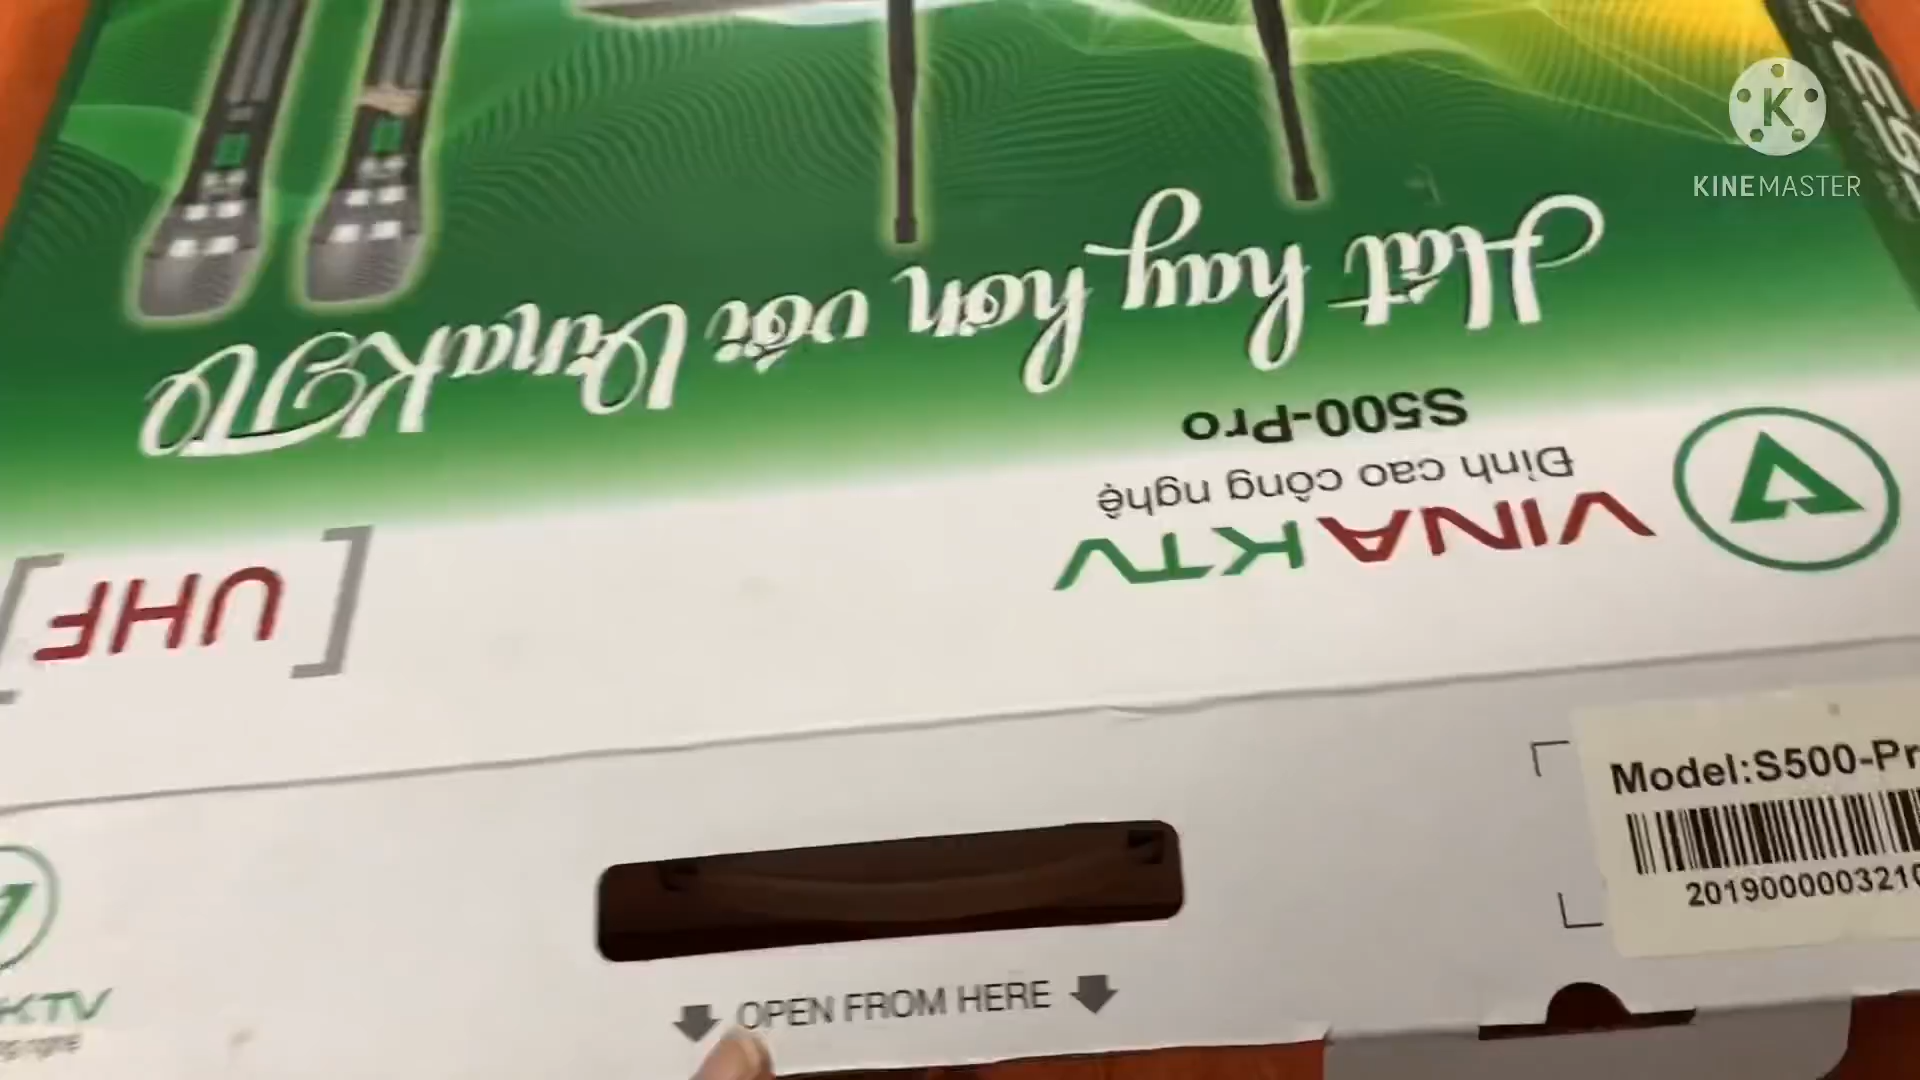 KINEMASTER
Hát hay hơn với VinaKTV
S500-Pro
Đỉnh cao công nghệ
VINAKTV
[UHF]
Model:S500-Pr
2019000003210
OPEN FROM HERE
KTV